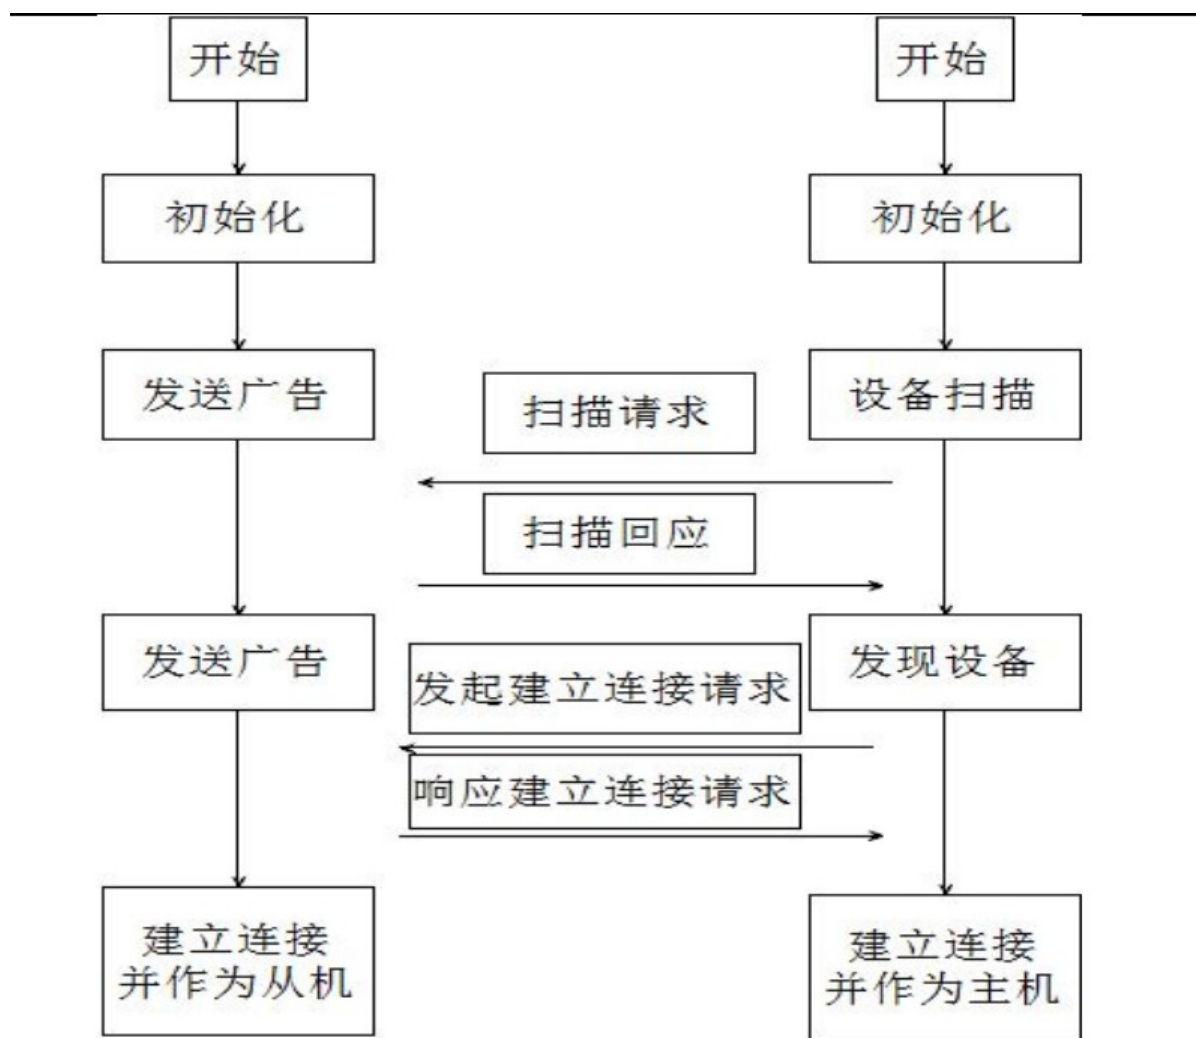 开始
开始
初始化
初始化
发送广告
设备扫描
扫描请求
扫描回应
发送广告
发现设备
发起建立连接请求
响应建立连接请求
建立连接
并作为从机
建立连接
并作为主机